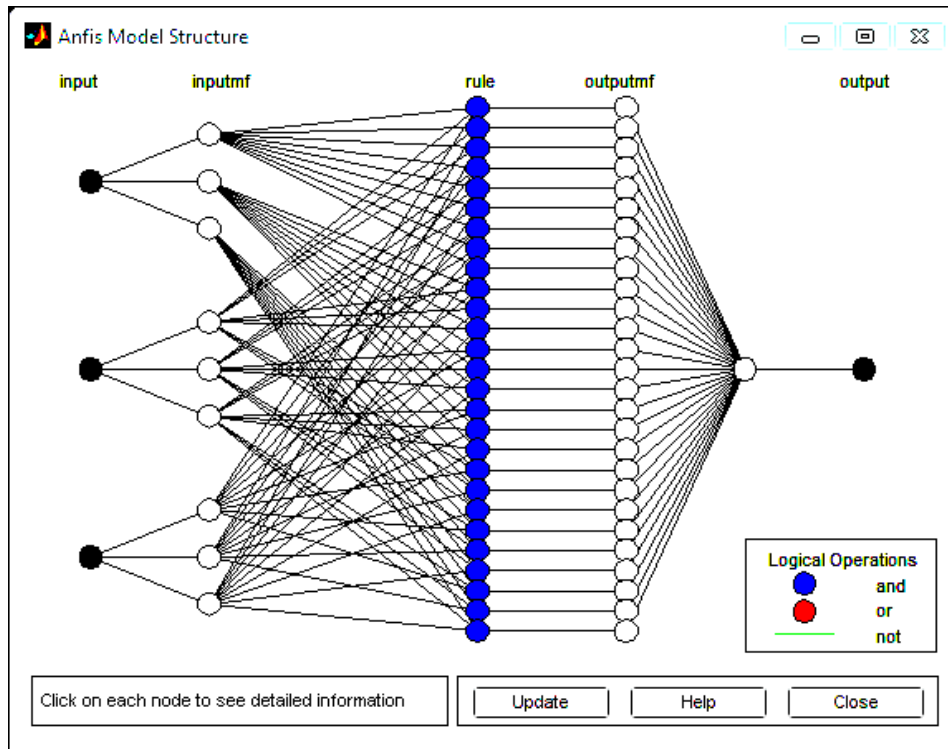 Anfis Model Structure
input inputmf rule outputmf output
Logical Operations
and
or
not
Click on each node to see detailed information
Update Help Close